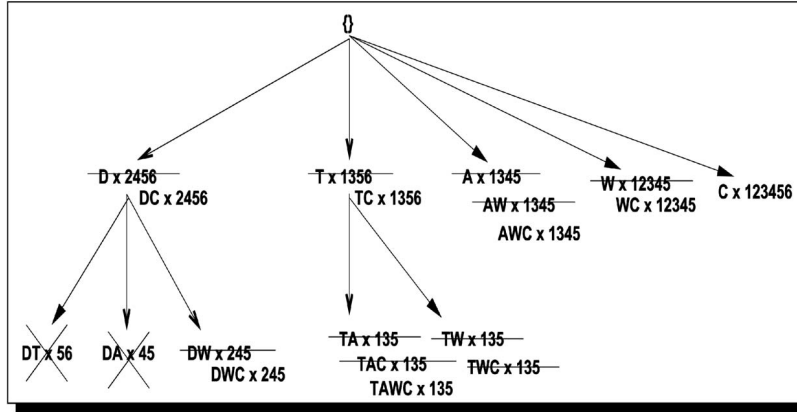 {}
D x 2456
DC x 2456
T x 1356
TC x 1356
A x 1345
AW x 1345
AWC x 1345
W x 12345
WC x 12345
C x 123456
DT x 56
DA x 45
DW x 245
DWC x 245
TA x 135
TAC x 135
TAWC x 135
TW x 135
TWC x 135